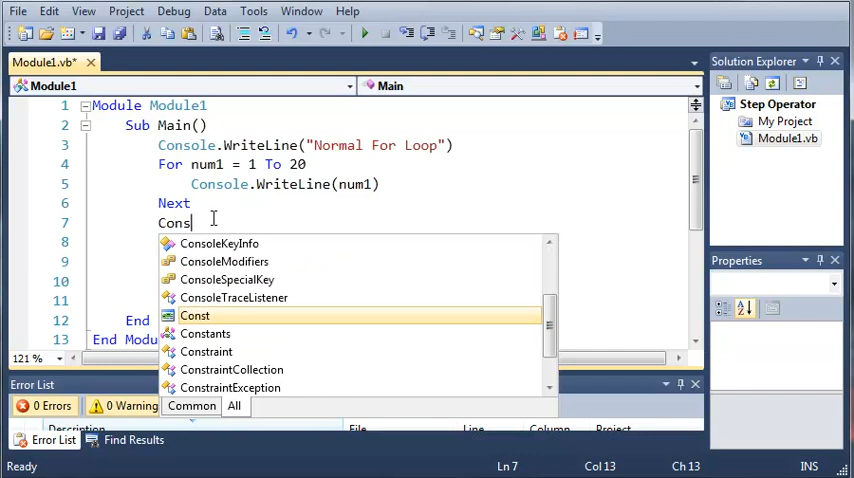 File Edit View Project Debug Data Tools Window Help
Module1.vb* Solution Explorer
Module1 Main
1 Module Module1 Step Operator
2 Sub Main() My Project
3 Console.WriteLine("Normal For Loop") Module1.vb
4 For num1 = 1 To 20
5 Console.WriteLine(num1)
6 Next
7 Cons
8 ConsoleKeyInfo
9 ConsoleModifiers Properties
10 ConsoleSpecialKey
11 ConsoleTraceListener
Const
12 End
Constants
13 End Modu
Constraint
121 %
ConstraintCollection
Error List
ConstraintException
0 Errors 0 Warning Common All
Description File Line Column Project
Error List Find Results
Ready Ln 7 Col 13 Ch 13 INS